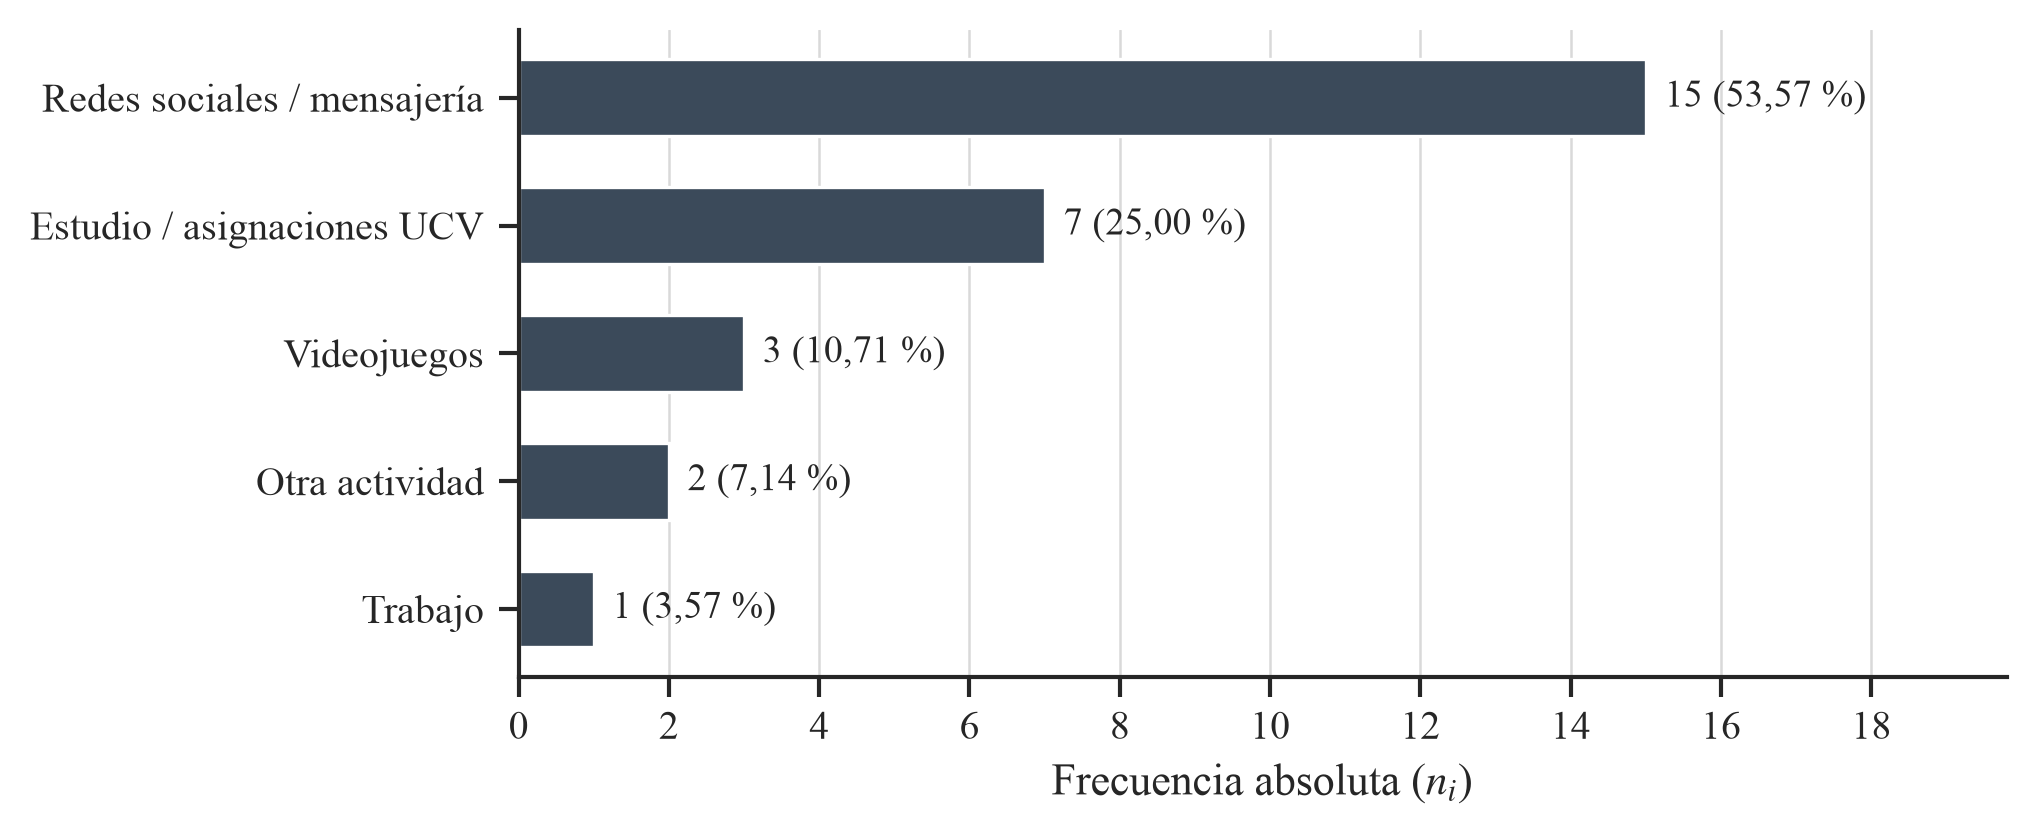 Redes sociales / mensajería 15 (53,57 %)
Estudio / asignaciones UCV 7 (25,00 %)
Videojuegos 3 (10,71 %)
Otra actividad 2 (7,14 %)
Trabajo 1 (3,57 %)
0 2 4 6 8 10 12 14 16 18
Frecuencia absoluta (nᵢ)